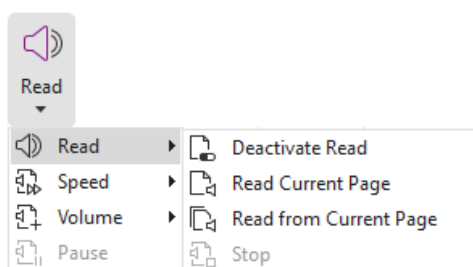 Read
Read
Deactivate Read
Speed
Read Current Page
Volume
Read from Current Page
Pause
Stop